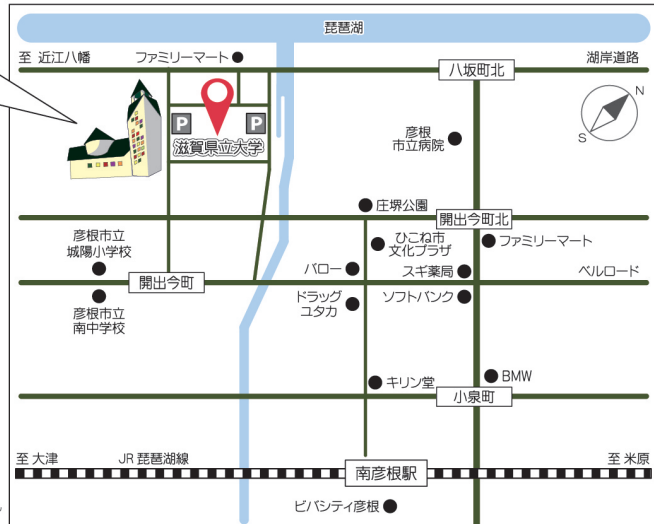 琵琶湖
至 近江八幡
ファミリーマート
湖岸道路
八坂町北
N
S
P
P
滋賀県立大学
彦根
市立病院
庄堺公園
開出今町北
彦根市立
城陽小学校
ひこね市
文化プラザ
ファミリーマート
バロー
スギ薬局
ベルロード
開出今町
彦根市立
南中学校
ドラッグ
ユタカ
ソフトバンク
キリン堂
BMW
小泉町
至 大津
JR 琵琶湖線
南彦根駅
至 米原
ビバシティ彦根